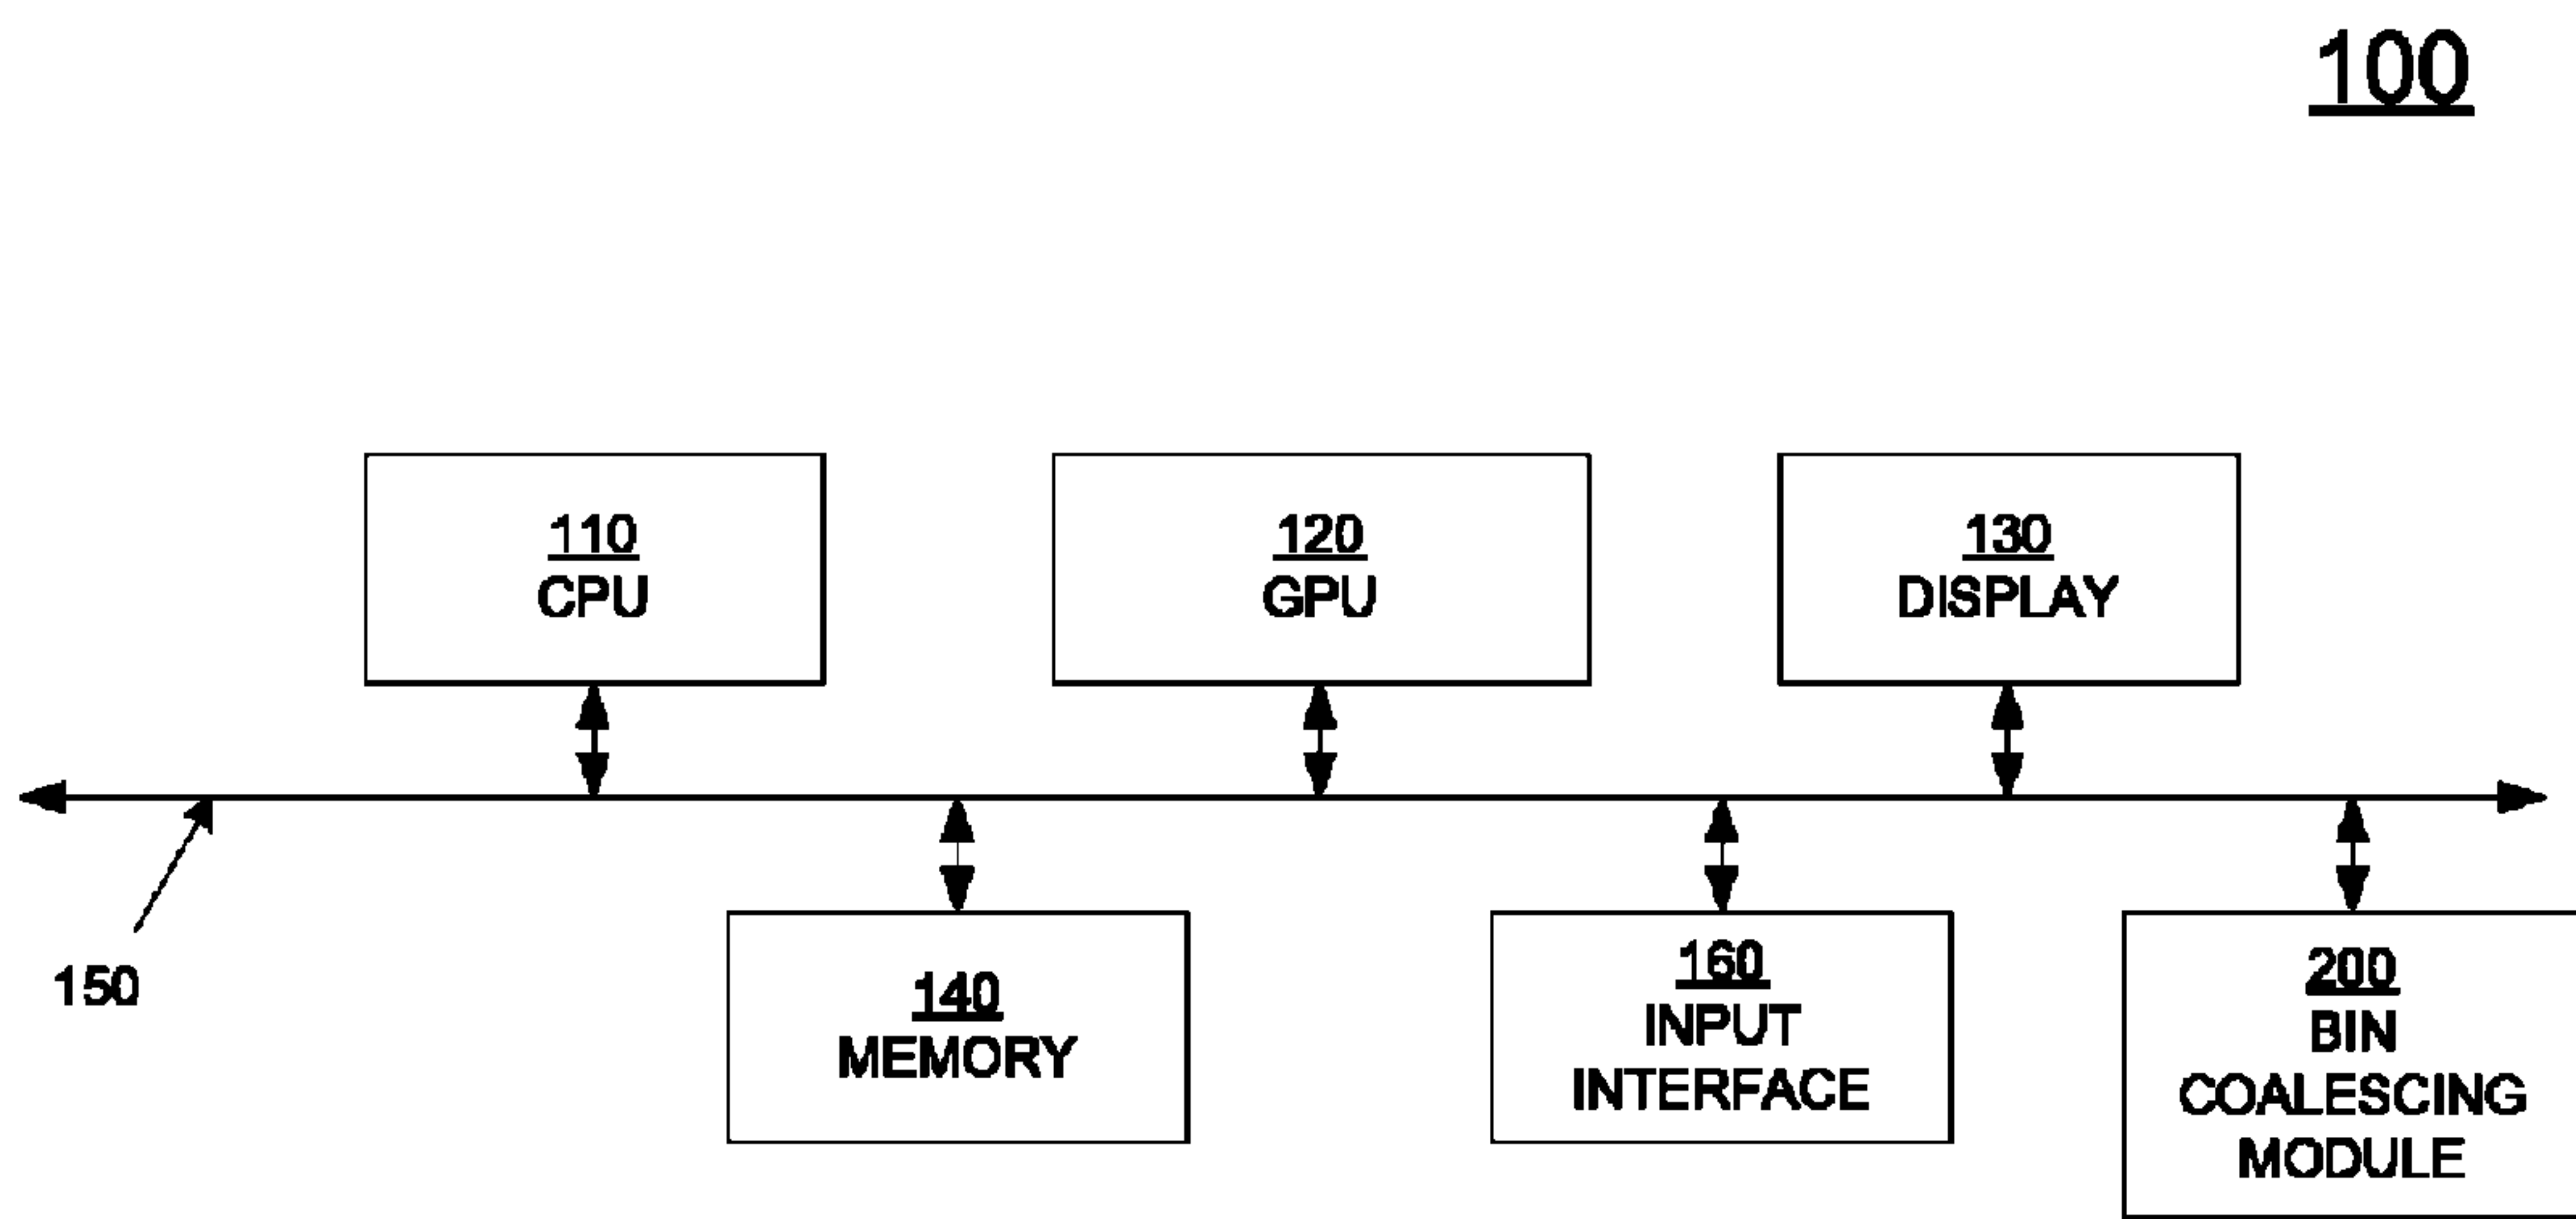 100
110
CPU
120
GPU
130
DISPLAY
150
140
MEMORY
160
INPUT
INTERFACE
200
BIN
COALESCING
MODULE